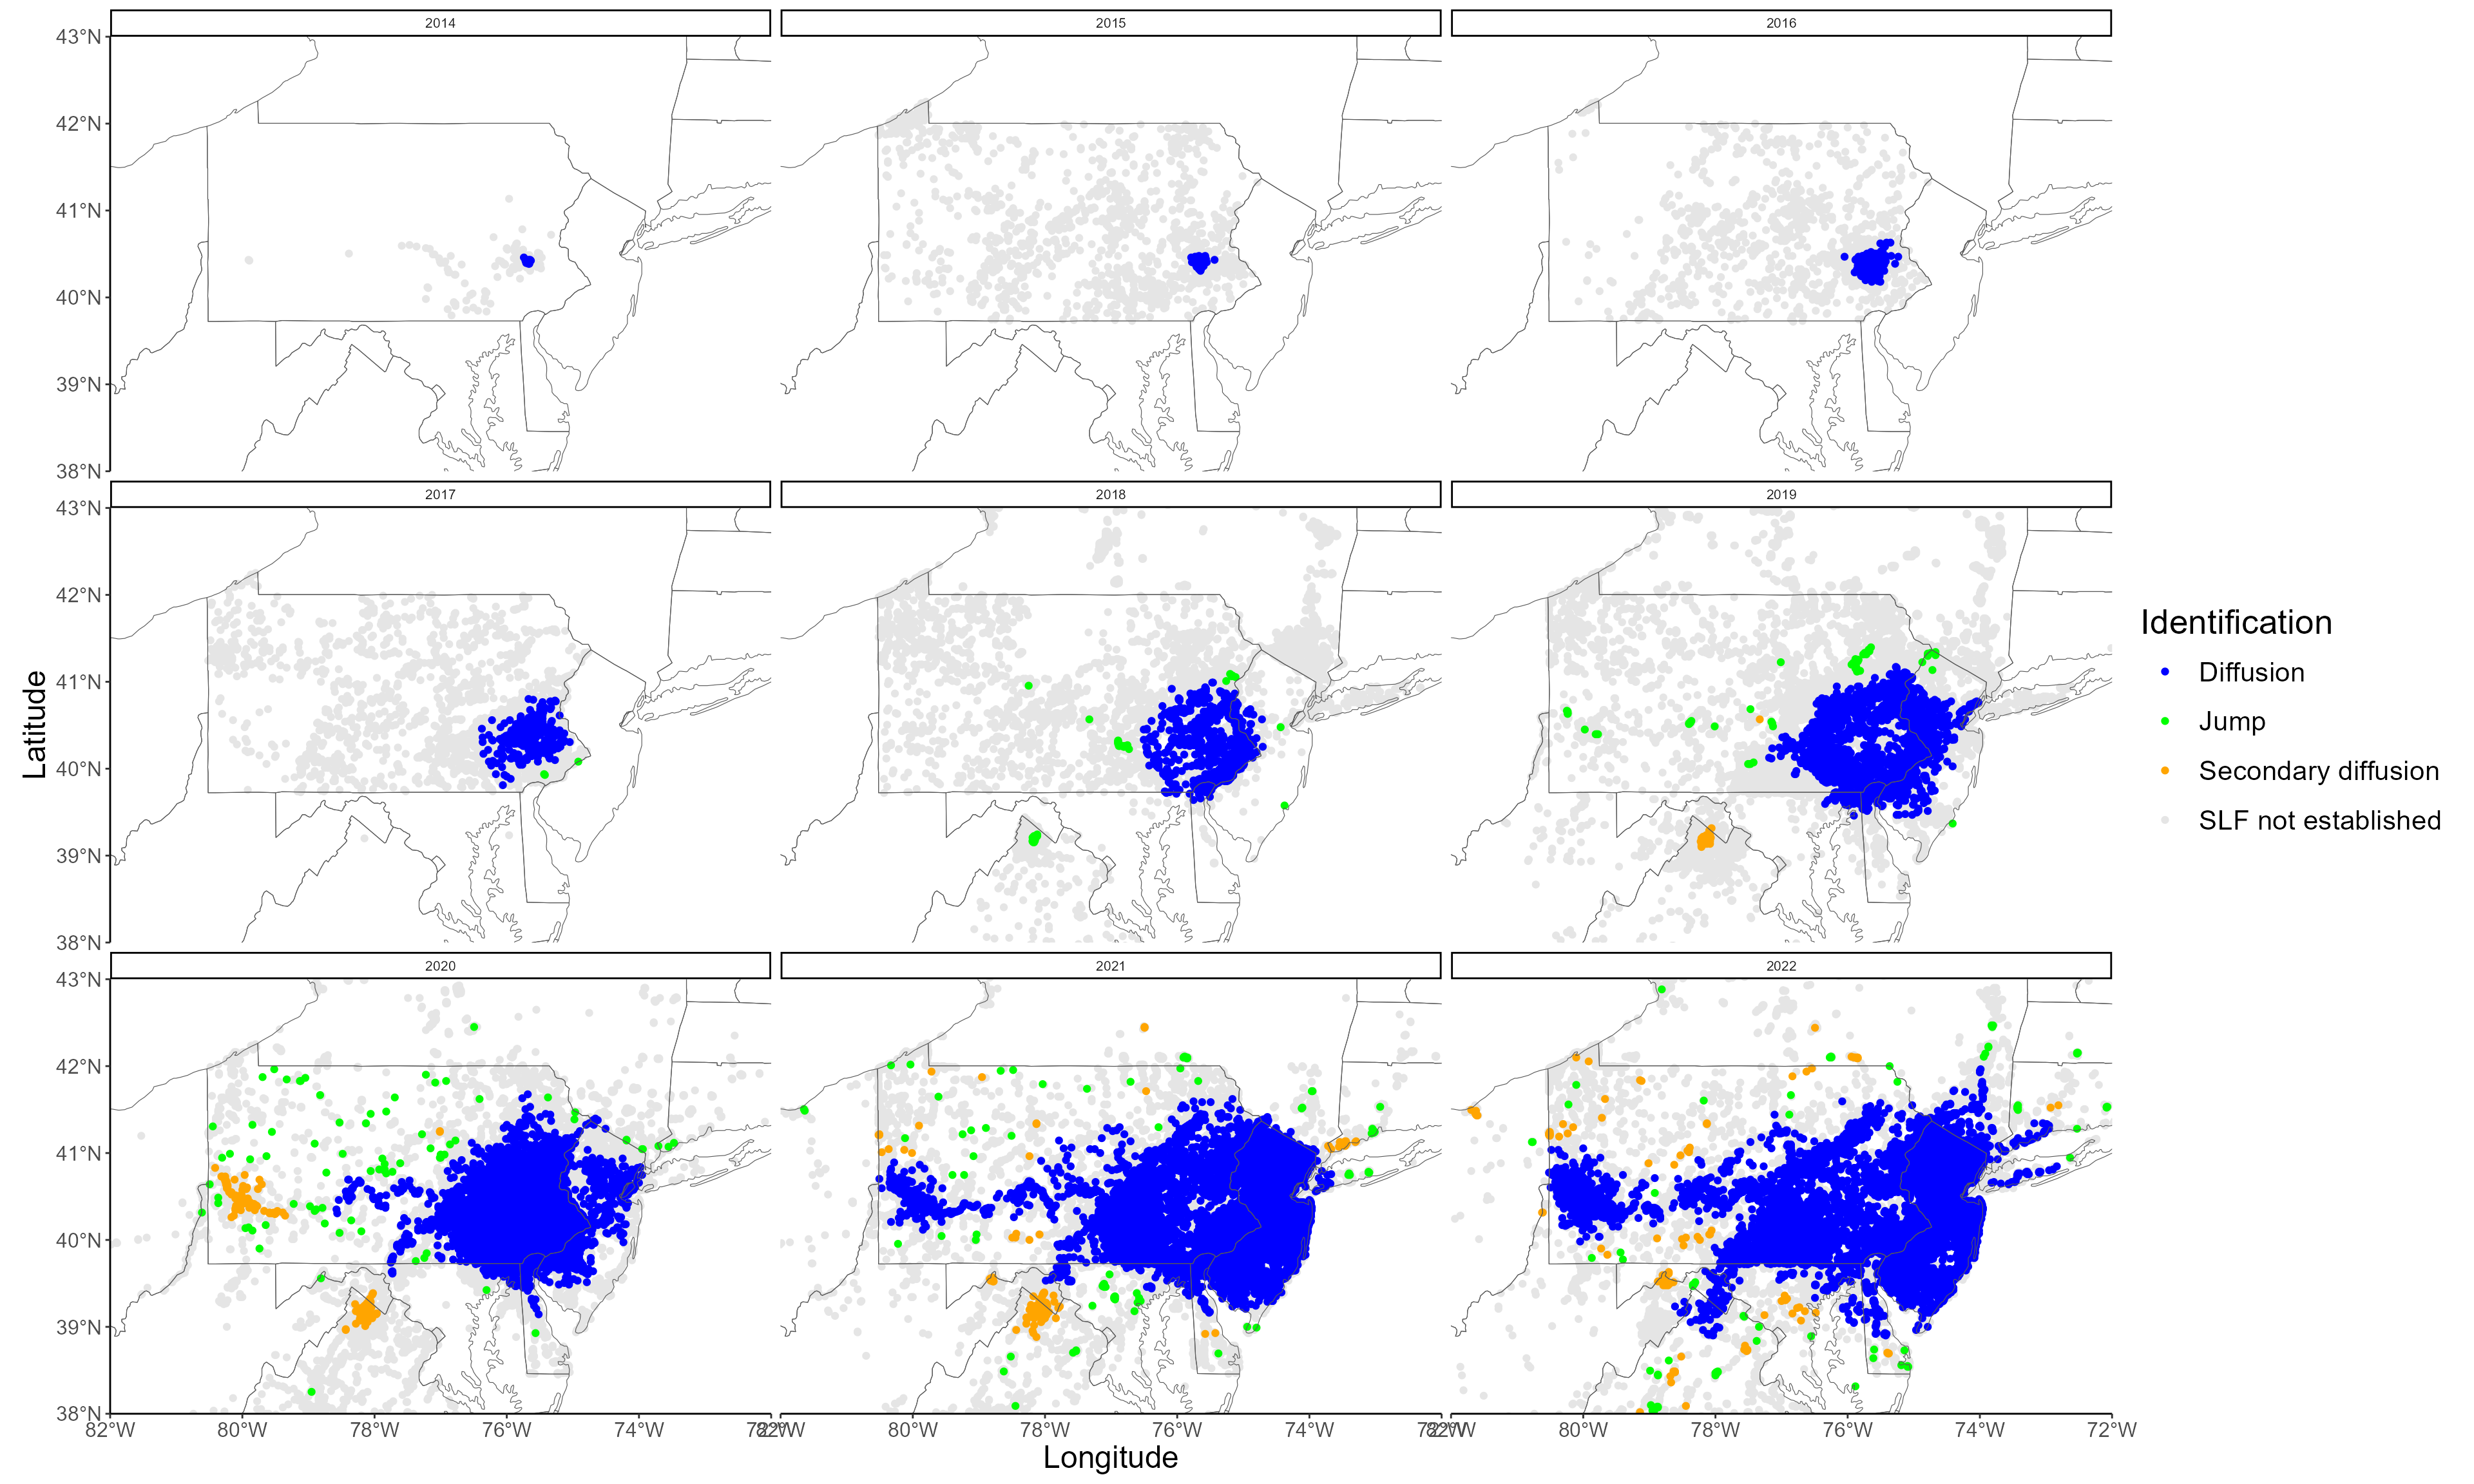 2014
2015
2016
43°N
42°N
41°N
40°N
39°N
38°N
2017
2018
2019
43°N
42°N
41°N
40°N
39°N
38°N
Latitude
Identification
Diffusion
Jump
Secondary diffusion
SLF not established
2020
2021
2022
43°N
42°N
41°N
40°N
39°N
38°N
82°W 80°W 78°W 76°W 74°W 72°W 82°W 80°W 78°W 76°W 74°W 72°W 82°W 80°W 78°W 76°W 74°W 72°W
Longitude